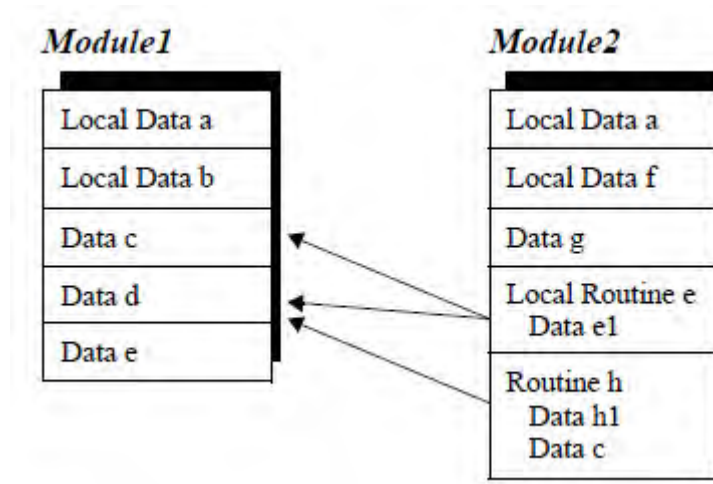 Module1
Local Data a
Local Data b
Data c
Data d
Data e
Module2
Local Data a
Local Data f
Data g
Local Routine e
Data e1
Routine h
Data h1
Data c